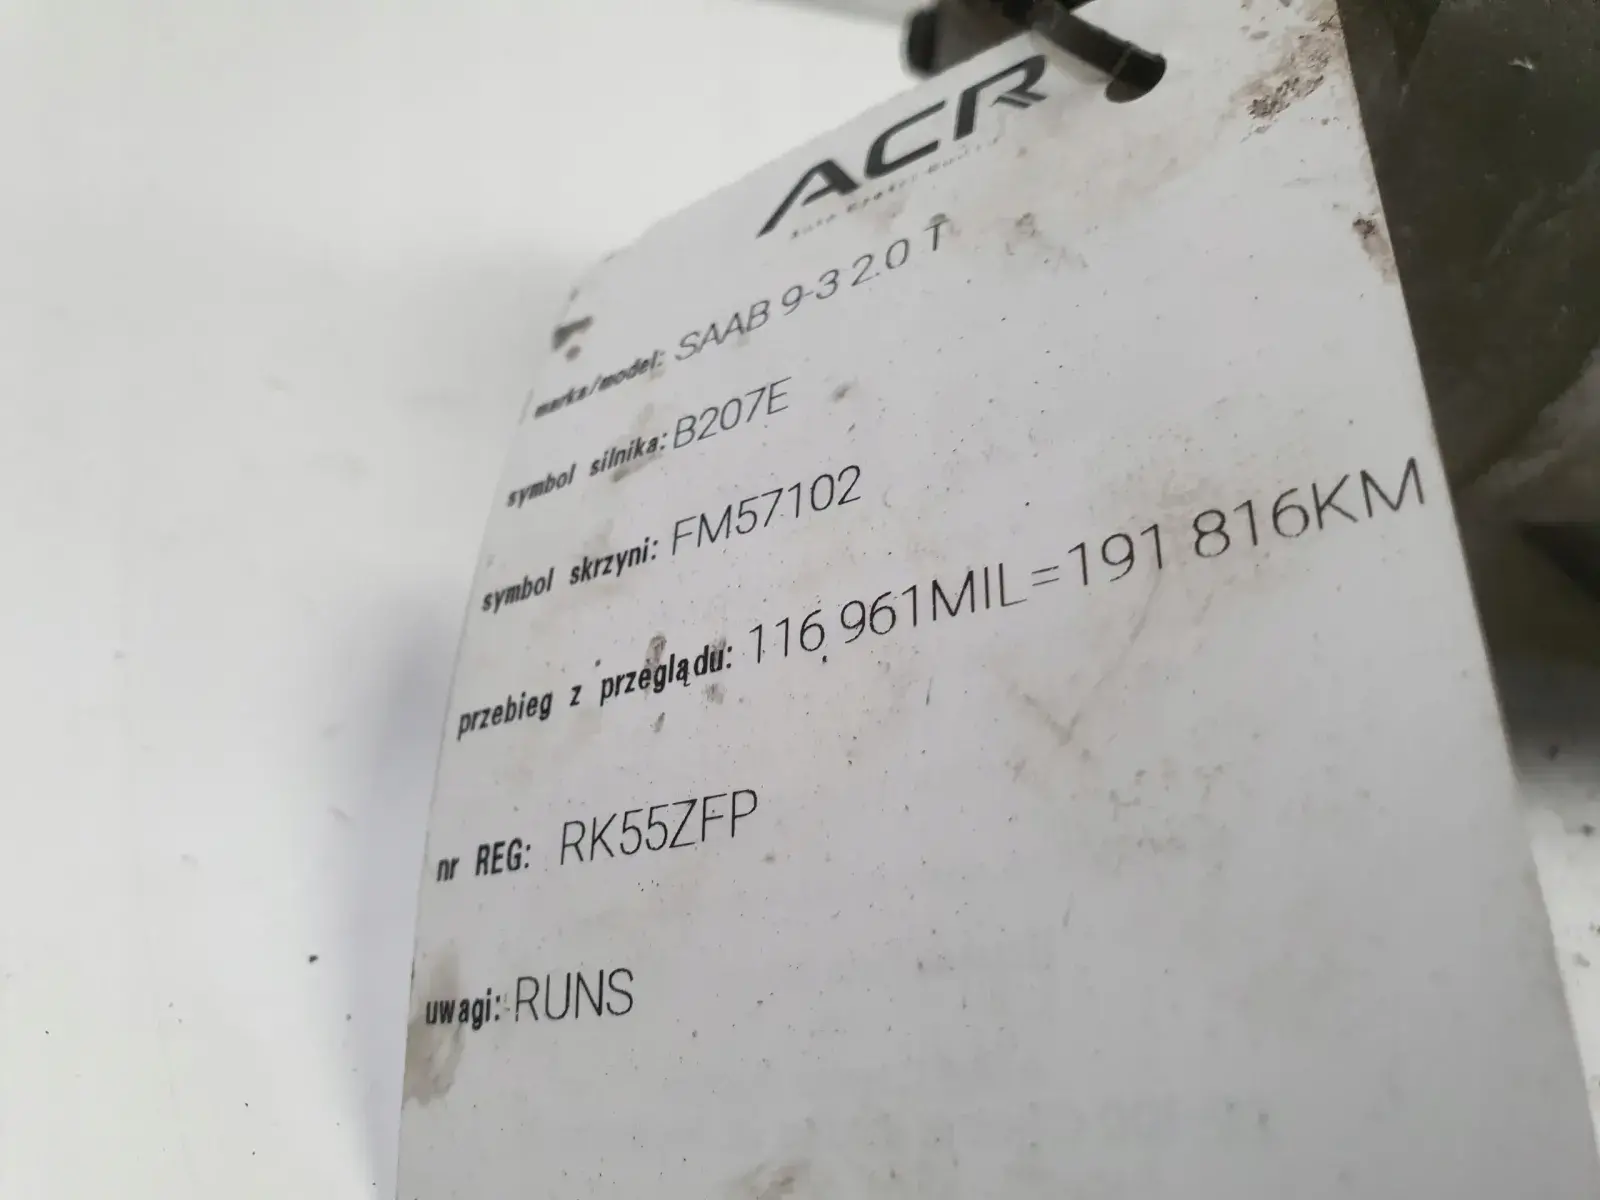 ACR
marka/model: SAAB 9-3 2.0 T
symbol silnika: B207E
symbol skrzyni: FM57102
przebieg z przeglądu: 116 961MIL=191 816KM
nr REG: RK55ZFP
uwagi: RUNS